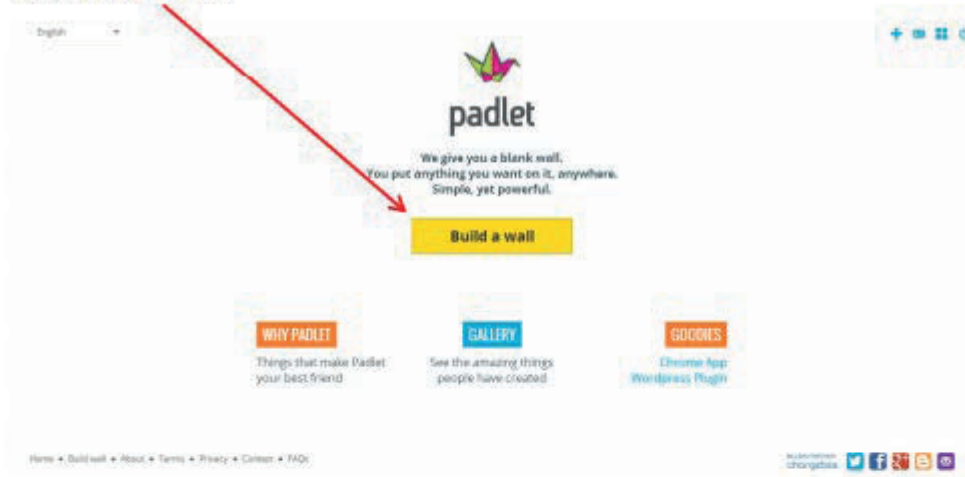 English
padlet
We give you a blank wall.
You put anything you want on it, anywhere.
Simple, yet powerful.
Build a wall
WHY PADLET
Things that make Padlet
your best friend
GALLERY
See the amazing things
people have created
GOODIES
Chrome App
Wordpress Plugin
Home + Build wall + About + Terms + Privacy + Contact + FAQs
chargebee